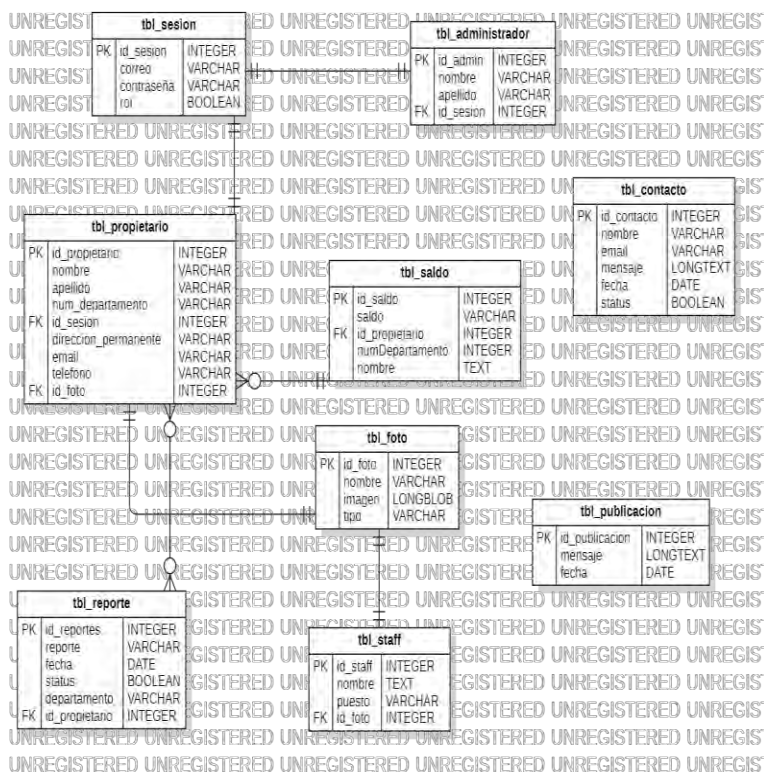 tbl_sesion
PK id_sesion INTEGER
correo VARCHAR
contraseña VARCHAR
rol BOOLEAN
tbl_administrador
PK id_admin INTEGER
nombre VARCHAR
apellido VARCHAR
FK id_sesion INTEGER
tbl_contacto
PK id_contacto INTEGER
nombre VARCHAR
email VARCHAR
mensaje LONGTEXT
fecha DATE
status BOOLEAN
tbl_propietario
PK id_propietario INTEGER
nombre VARCHAR
apellido VARCHAR
num_departamento VARCHAR
FK id_sesion INTEGER
direccion_permanente VARCHAR
email VARCHAR
telefono VARCHAR
FK id_foto INTEGER
tbl_saldo
PK id_saldo INTEGER
saldo VARCHAR
FK id_propietario INTEGER
numDepartamento INTEGER
nombre TEXT
tbl_foto
PK id_foto INTEGER
nombre VARCHAR
imagen LONGBLOB
tipo VARCHAR
tbl_publicacion
PK id_publicacion INTEGER
mensaje LONGTEXT
fecha DATE
tbl_reporte
PK id_reportes INTEGER
reporte VARCHAR
fecha DATE
status BOOLEAN
departamento VARCHAR
FK id_propietario INTEGER
tbl_staff
PK id_staff INTEGER
nombre TEXT
puesto VARCHAR
FK id_foto INTEGER
UNREGISTERED UNREGISTERED UNREGISTERED UNREGISTERED UNREGISTERED UNREGIS